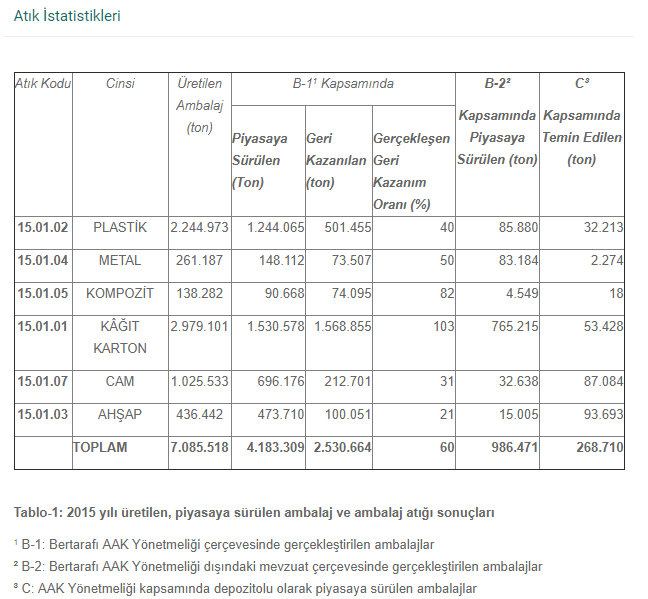 Atık İstatistikleri
Atık Kodu Cinsi Üretilen Ambalaj (ton) B-1¹ Kapsamında B-2² C³
Kapsamında Piyasaya Sürülen (ton) Kapsamında Temin Edilen (ton)
Piyasaya Sürülen (Ton) Geri Kazanılan (ton) Gerçekleşen Geri Kazanım Oranı (%)
15.01.02 PLASTİK 2.244.973 1.244.065 501.455 40 85.880 32.213
15.01.04 METAL 261.187 148.112 73.507 50 83.184 2.274
15.01.05 KOMPOZİT 138.282 90.668 74.095 82 4.549 18
15.01.01 KÂĞIT KARTON 2.979.101 1.530.578 1.568.855 103 765.215 53.428
15.01.07 CAM 1.025.533 696.176 212.701 31 32.638 87.084
15.01.03 AHŞAP 436.442 473.710 100.051 21 15.005 93.693
TOPLAM 7.085.518 4.183.309 2.530.664 60 986.471 268.710
Tablo-1: 2015 yılı üretilen, piyasaya sürülen ambalaj ve ambalaj atığı sonuçları
¹ B-1: Bertarafı AAK Yönetmeliği çerçevesinde gerçekleştirilen ambalajlar
² B-2: Bertarafı AAK Yönetmeliği dışındaki mevzuat çerçevesinde gerçekleştirilen ambalajlar
³ C: AAK Yönetmeliği kapsamında depozitolu olarak piyasaya sürülen ambalajlar